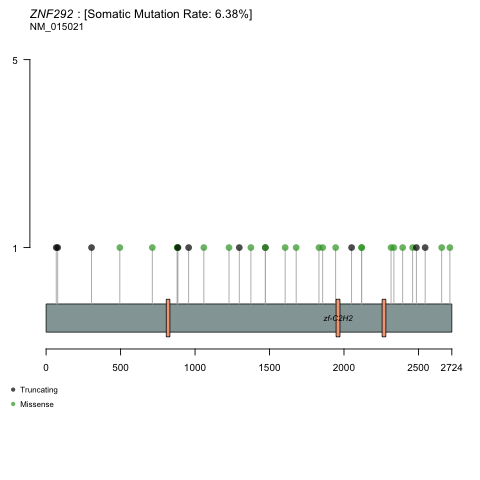 ZNF292 : [Somatic Mutation Rate: 6.38%]
NM_015021
5
1
zf-C2H2
0 500 1000 1500 2000 2500 2724
Truncating
Missense